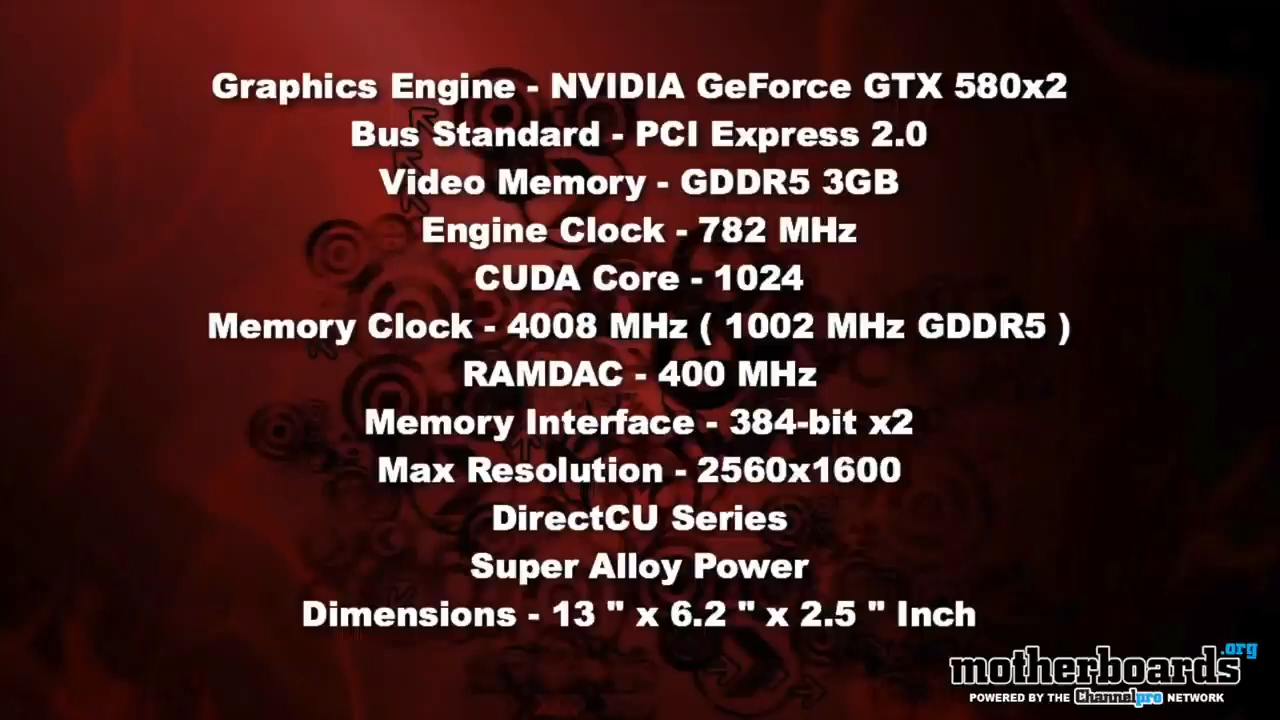 Graphics Engine - NVIDIA GeForce GTX 580x2
Bus Standard - PCI Express 2.0
Video Memory - GDDR5 3GB
Engine Clock - 782 MHz
CUDA Core - 1024
Memory Clock - 4008 MHz ( 1002 MHz GDDR5 )
RAMDAC - 400 MHz
Memory Interface - 384-bit x2
Max Resolution - 2560x1600
DirectCU Series
Super Alloy Power
Dimensions - 13 " x 6.2 " x 2.5 " Inch
motherboards.org
POWERED BY THE Channelpro NETWORK